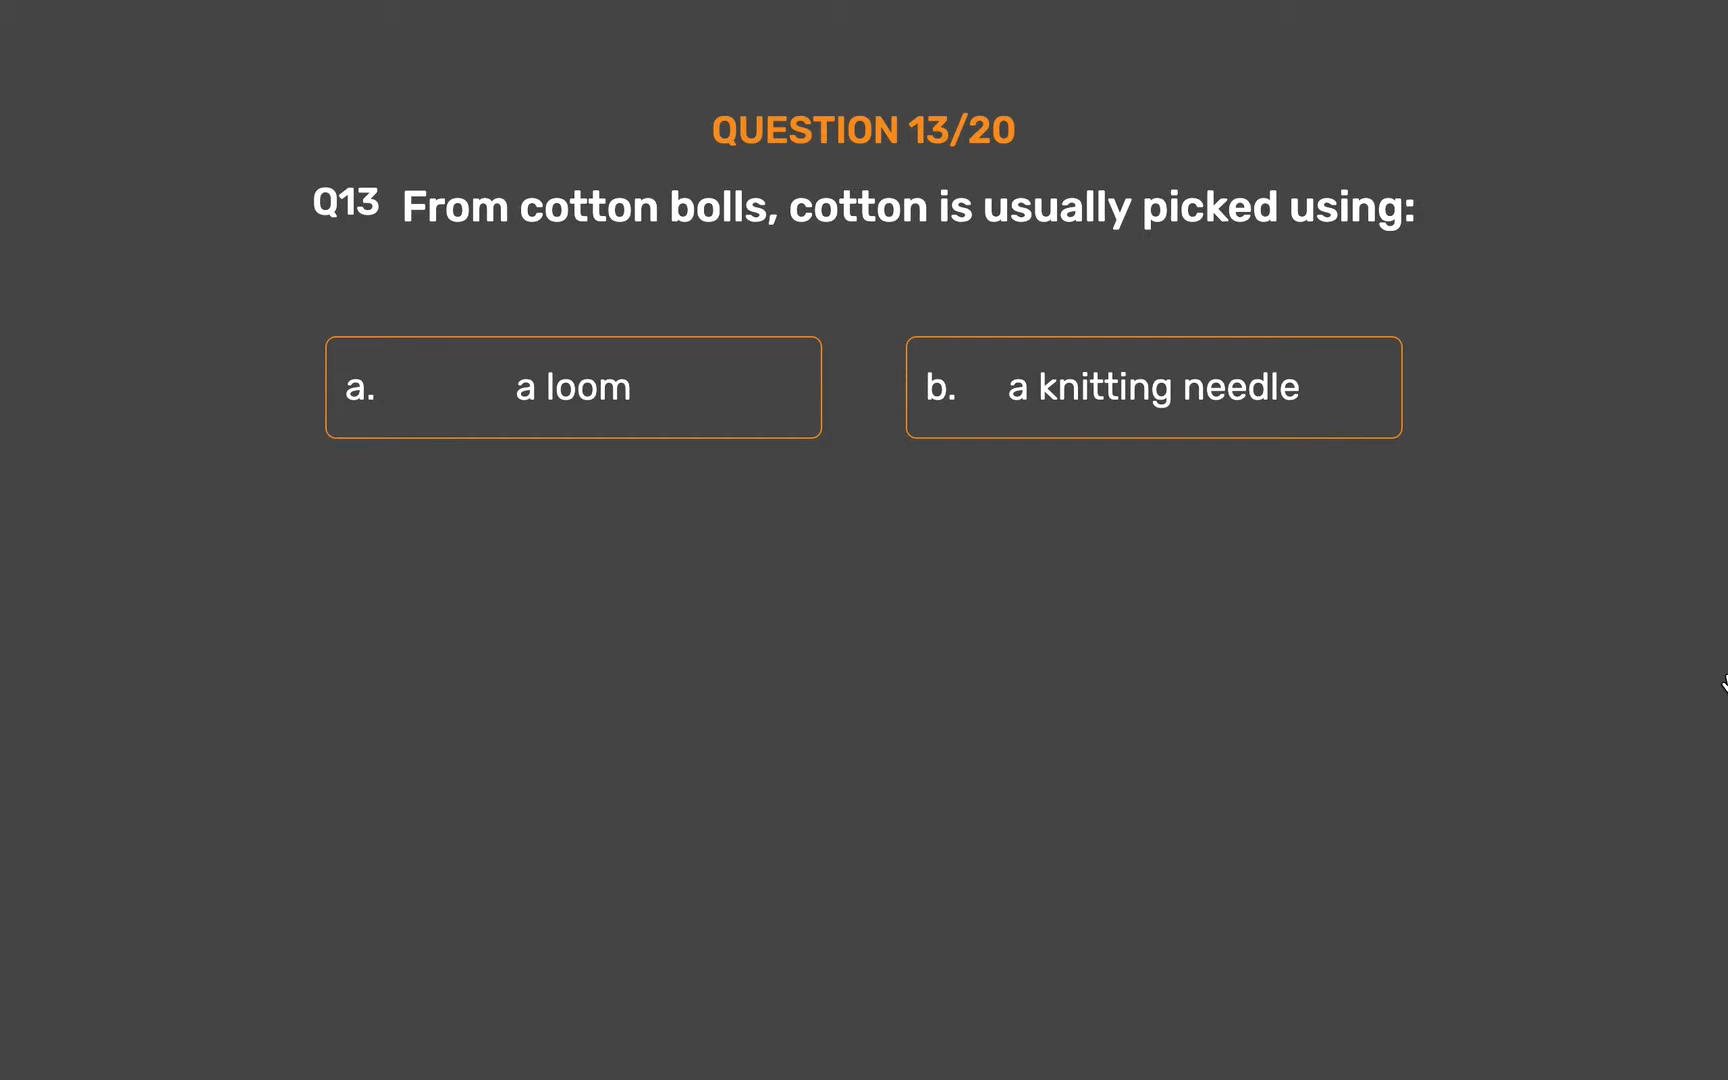 QUESTION 13/20
Q13 From cotton bolls, cotton is usually picked using:
a. a loom
b. a knitting needle